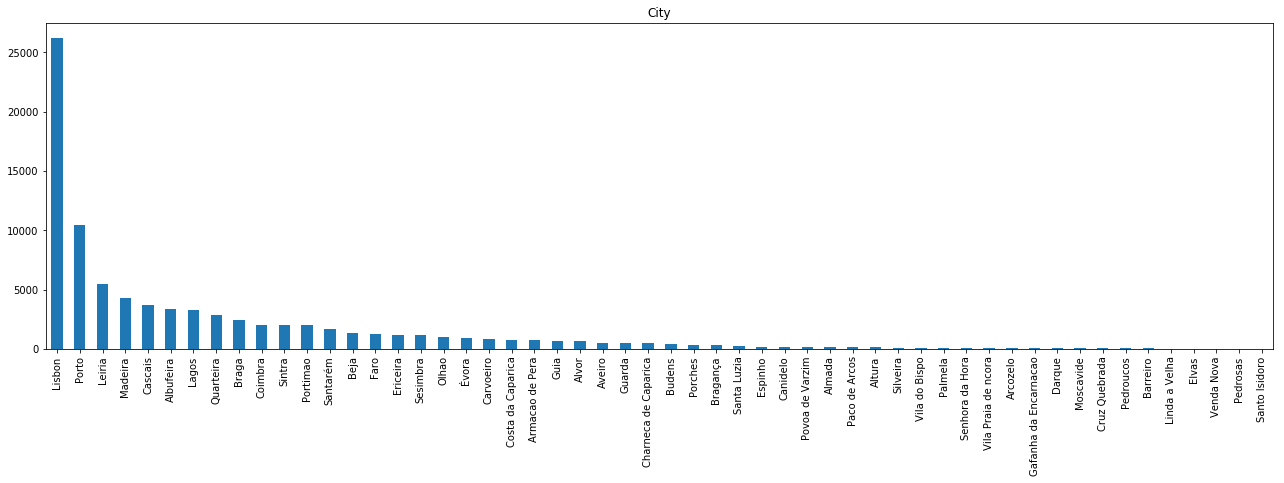 City
25000
20000
15000
10000
5000
0
Lisbon
Porto
Leiria
Madeira
Cascais
Albufeira
Lagos
Quarteira
Braga
Coimbra
Sintra
Portimao
Santarém
Beja
Faro
Ericeira
Sesimbra
Olhao
Évora
Carvoeiro
Costa da Caparica
Armacao de Pera
Guia
Alvor
Aveiro
Guarda
Charneca de Caparica
Budens
Porches
Bragança
Santa Luzia
Espinho
Canidelo
Povoa de Varzim
Almada
Paco de Arcos
Altura
Silveira
Vila do Bispo
Palmela
Senhora da Hora
Vila Praia de ncora
Arcozelo
Gafanha da Encarnacao
Darque
Moscavide
Cruz Quebrada
Pedroucos
Barreiro
Linda a Velha
Elvas
Venda Nova
Pedrosas
Santo Isidoro